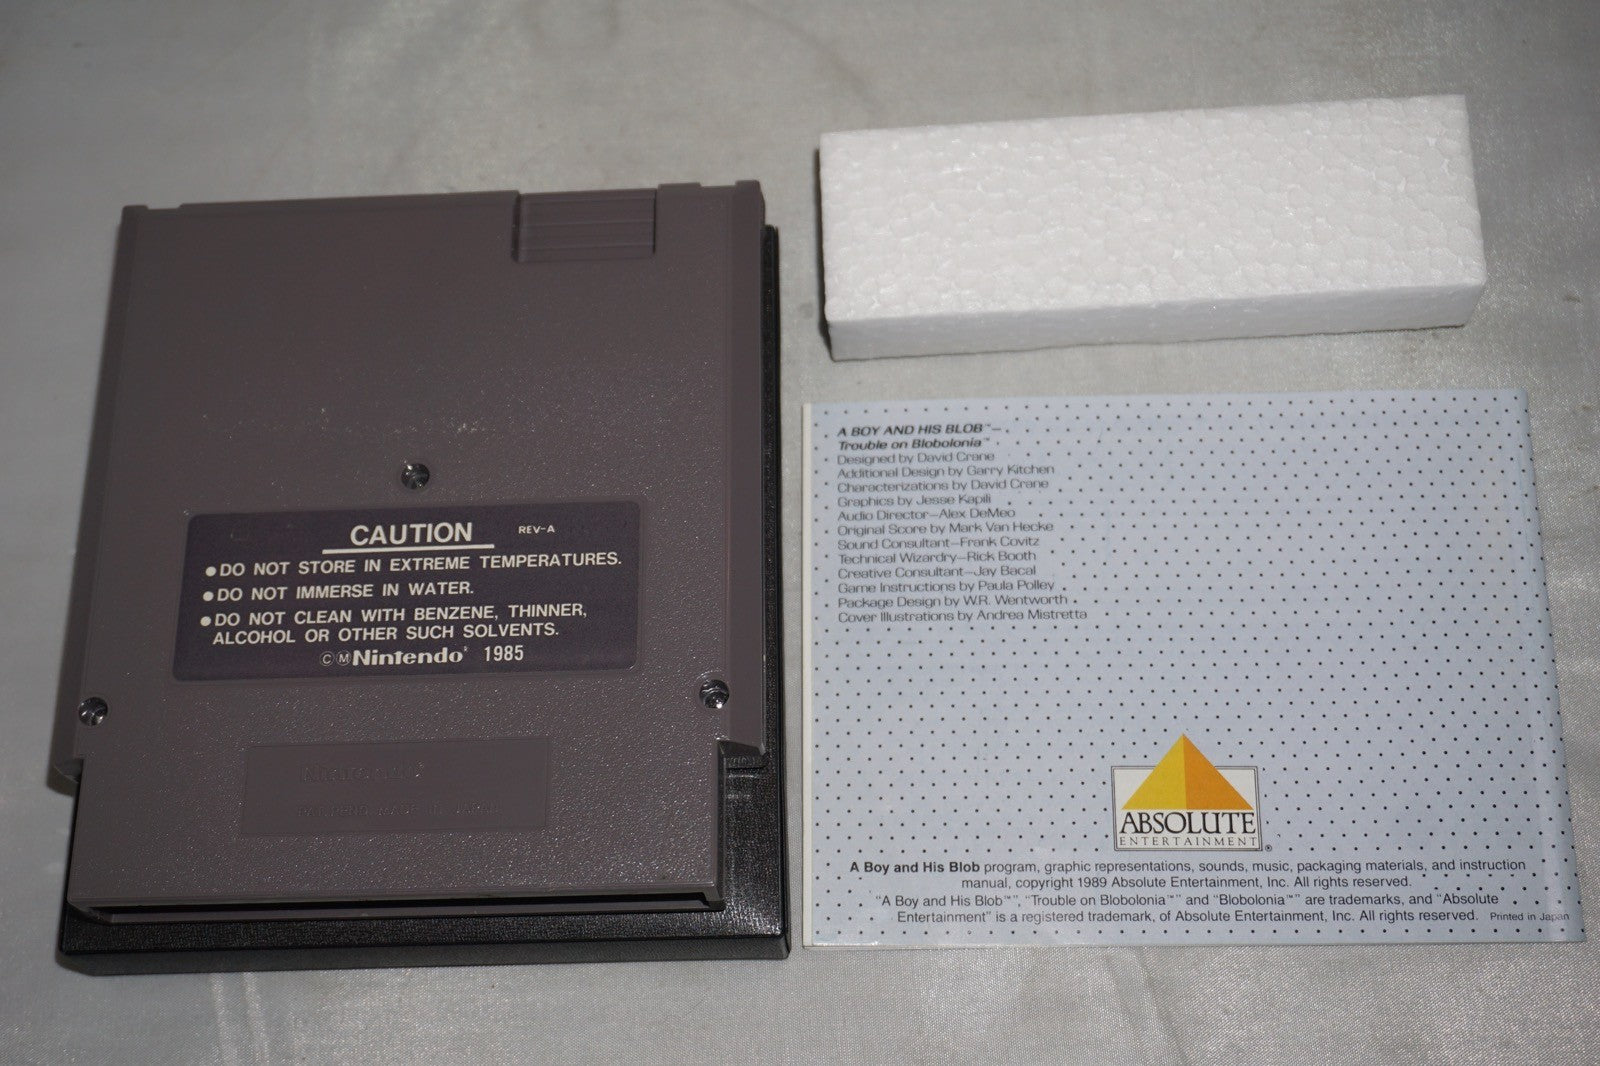 CAUTION REV-A
●DO NOT STORE IN EXTREME TEMPERATURES.
●DO NOT IMMERSE IN WATER.
●DO NOT CLEAN WITH BENZENE, THINNER,
ALCOHOL OR OTHER SUCH SOLVENTS.
©Ⓜ Nintendo® 1985
Nintendo®
A BOY AND HIS BLOB™—
Trouble on Blobolonia™
Designed by David Crane
Additional Design by Garry Kitchen
Characterizations by David Crane
Graphics by Jesse Kapili
Audio Director—Alex DeMeo
Original Score by Mark Van Hecke
Sound Consultant—Frank Covitz
Technical Wizardry—Rick Booth
Creative Consultant—Jay Bacal
Game Instructions by Paula Polley
Package Design by W.R. Wentworth
Cover Illustrations by Andrea Mistretta
ABSOLUTE
ENTERTAINMENT®
A Boy and His Blob program, graphic representations, sounds, music, packaging materials, and instruction
manual, copyright 1989 Absolute Entertainment, Inc. All rights reserved.
"A Boy and His Blob™", "Trouble on Blobolonia™" and "Blobolonia™" are trademarks, and "Absolute
Entertainment" is a registered trademark, of Absolute Entertainment, Inc. All rights reserved. Printed in Japan